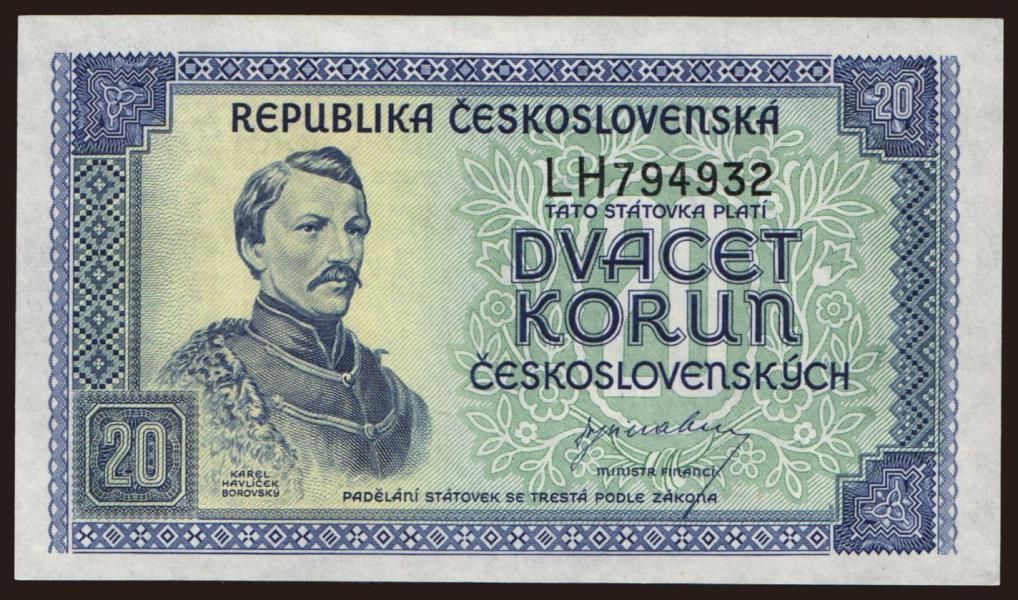 20
REPUBLIKA ČESKOSLOVENSKÁ
LH794932
TATO STÁTOVKA PLATÍ
DVACET
KORUN
20
ČESKOSLOVENSKÝCH
MINISTR FINANCÍ
20
KAREL
HAVLÍČEK
BOROVSKÝ
PADĚLÁNÍ STÁTOVEK SE TRESTÁ PODLE ZÁKONA